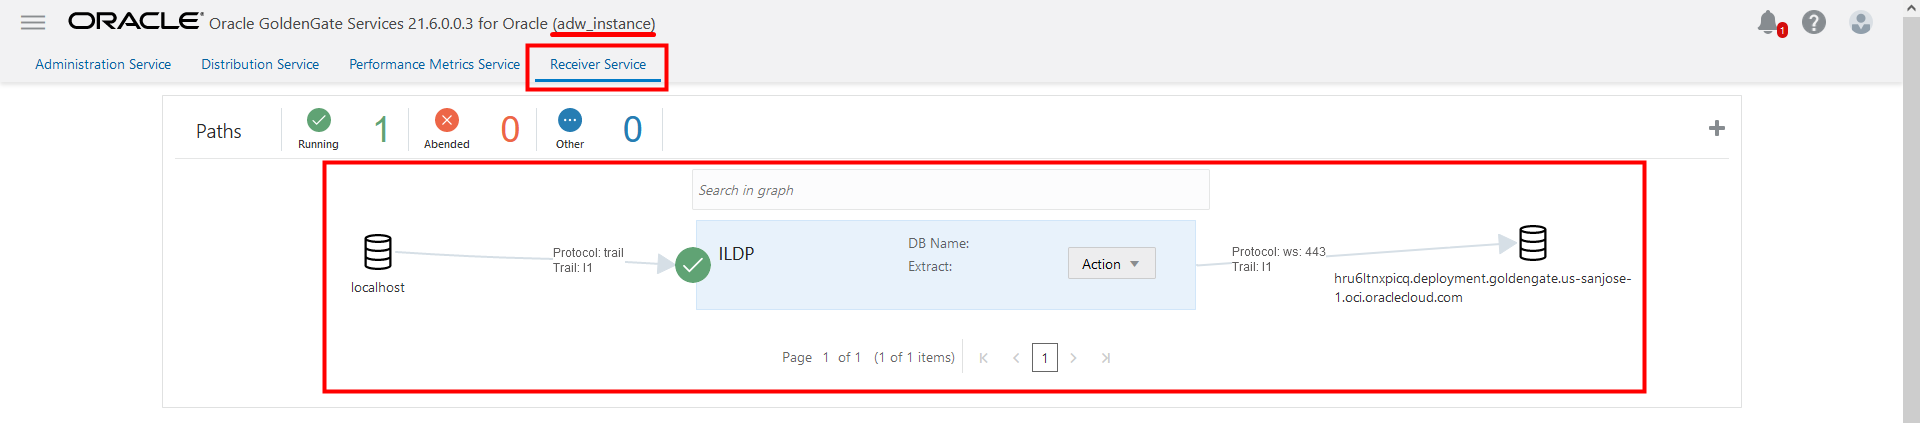 ORACLE Oracle GoldenGate Services 21.6.0.0.3 for Oracle (adw_instance)
1
Administration Service Distribution Service Performance Metrics Service Receiver Service
Paths
Running 1
Abended 0
Other 0
Search in graph
localhost
Protocol: trail
Trail: I1
ILDP
DB Name:
Extract:
Action
Protocol: ws: 443
Trail: I1
hru6ltnxpicq.deployment.goldengate.us-sanjose-
1.oci.oraclecloud.com
Page 1 of 1 (1 of 1 items) 1